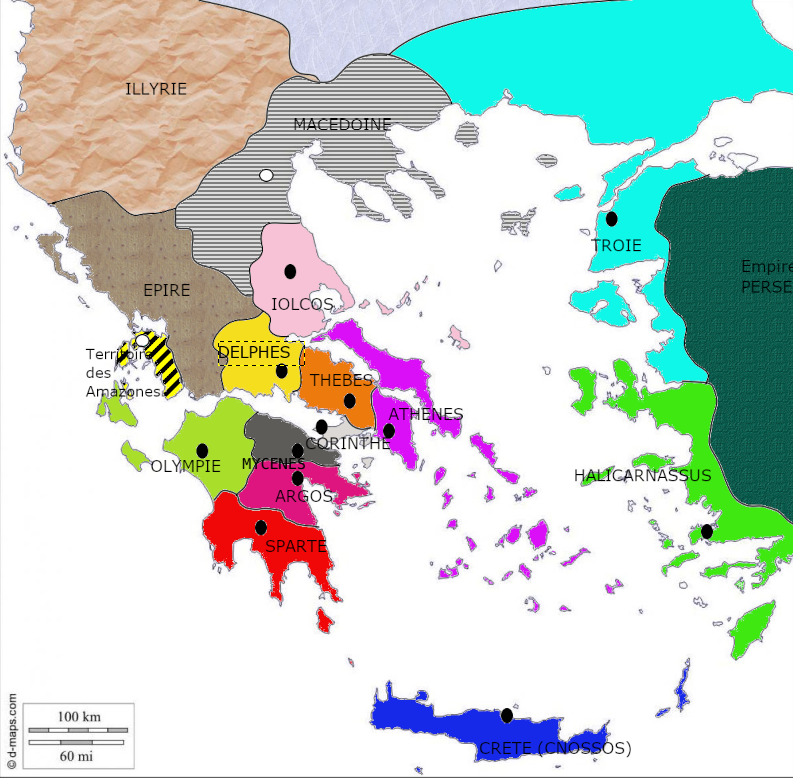 ILLYRIE
MACEDOINE
TROIE
Empire
PERSE
EPIRE
IOLCOS
Territoire
des
Amazones
DELPHES
THEBES
ATHENES
CORINTHE
OLYMPIE
MYCENES
HALICARNASSUS
ARGOS
SPARTE
CRETE (CNOSSOS)
© d-maps.com
100 km
60 mi